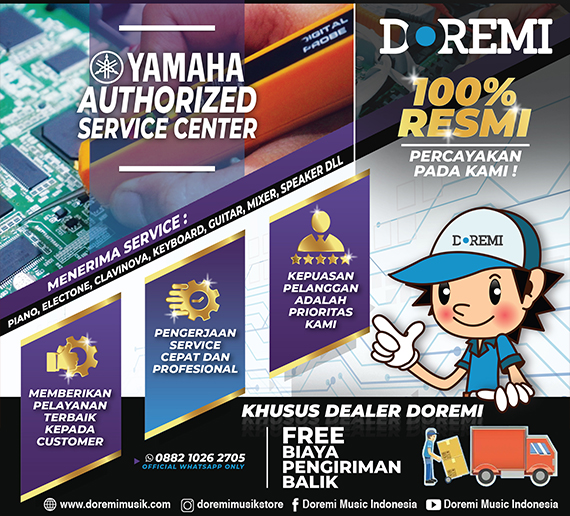 YAMAHA
AUTHORIZED
SERVICE CENTER
DIGITAL
PROBE
DOREMI
100%
RESMI
PERCAYAKAN
PADA KAMI !
MENERIMA SERVICE :
PIANO, ELECTONE, CLAVINOVA, KEYBOARD, GUITAR, MIXER, SPEAKER DLL
DOREMI
KEPUASAN
PELANGGAN
ADALAH
PRIORITAS
KAMI
PENGERJAAN
SERVICE
CEPAT DAN
PROFESIONAL
MEMBERIKAN
PELAYANAN
TERBAIK
KEPADA
CUSTOMER
0882 1026 2705
OFFICIAL WHATSAPP ONLY
KHUSUS DEALER DOREMI
FREE
BIAYA
PENGIRIMAN
BALIK
www.doremimusik.com doremimusikstore Doremi Music Indonesia Doremi Music Indonesia